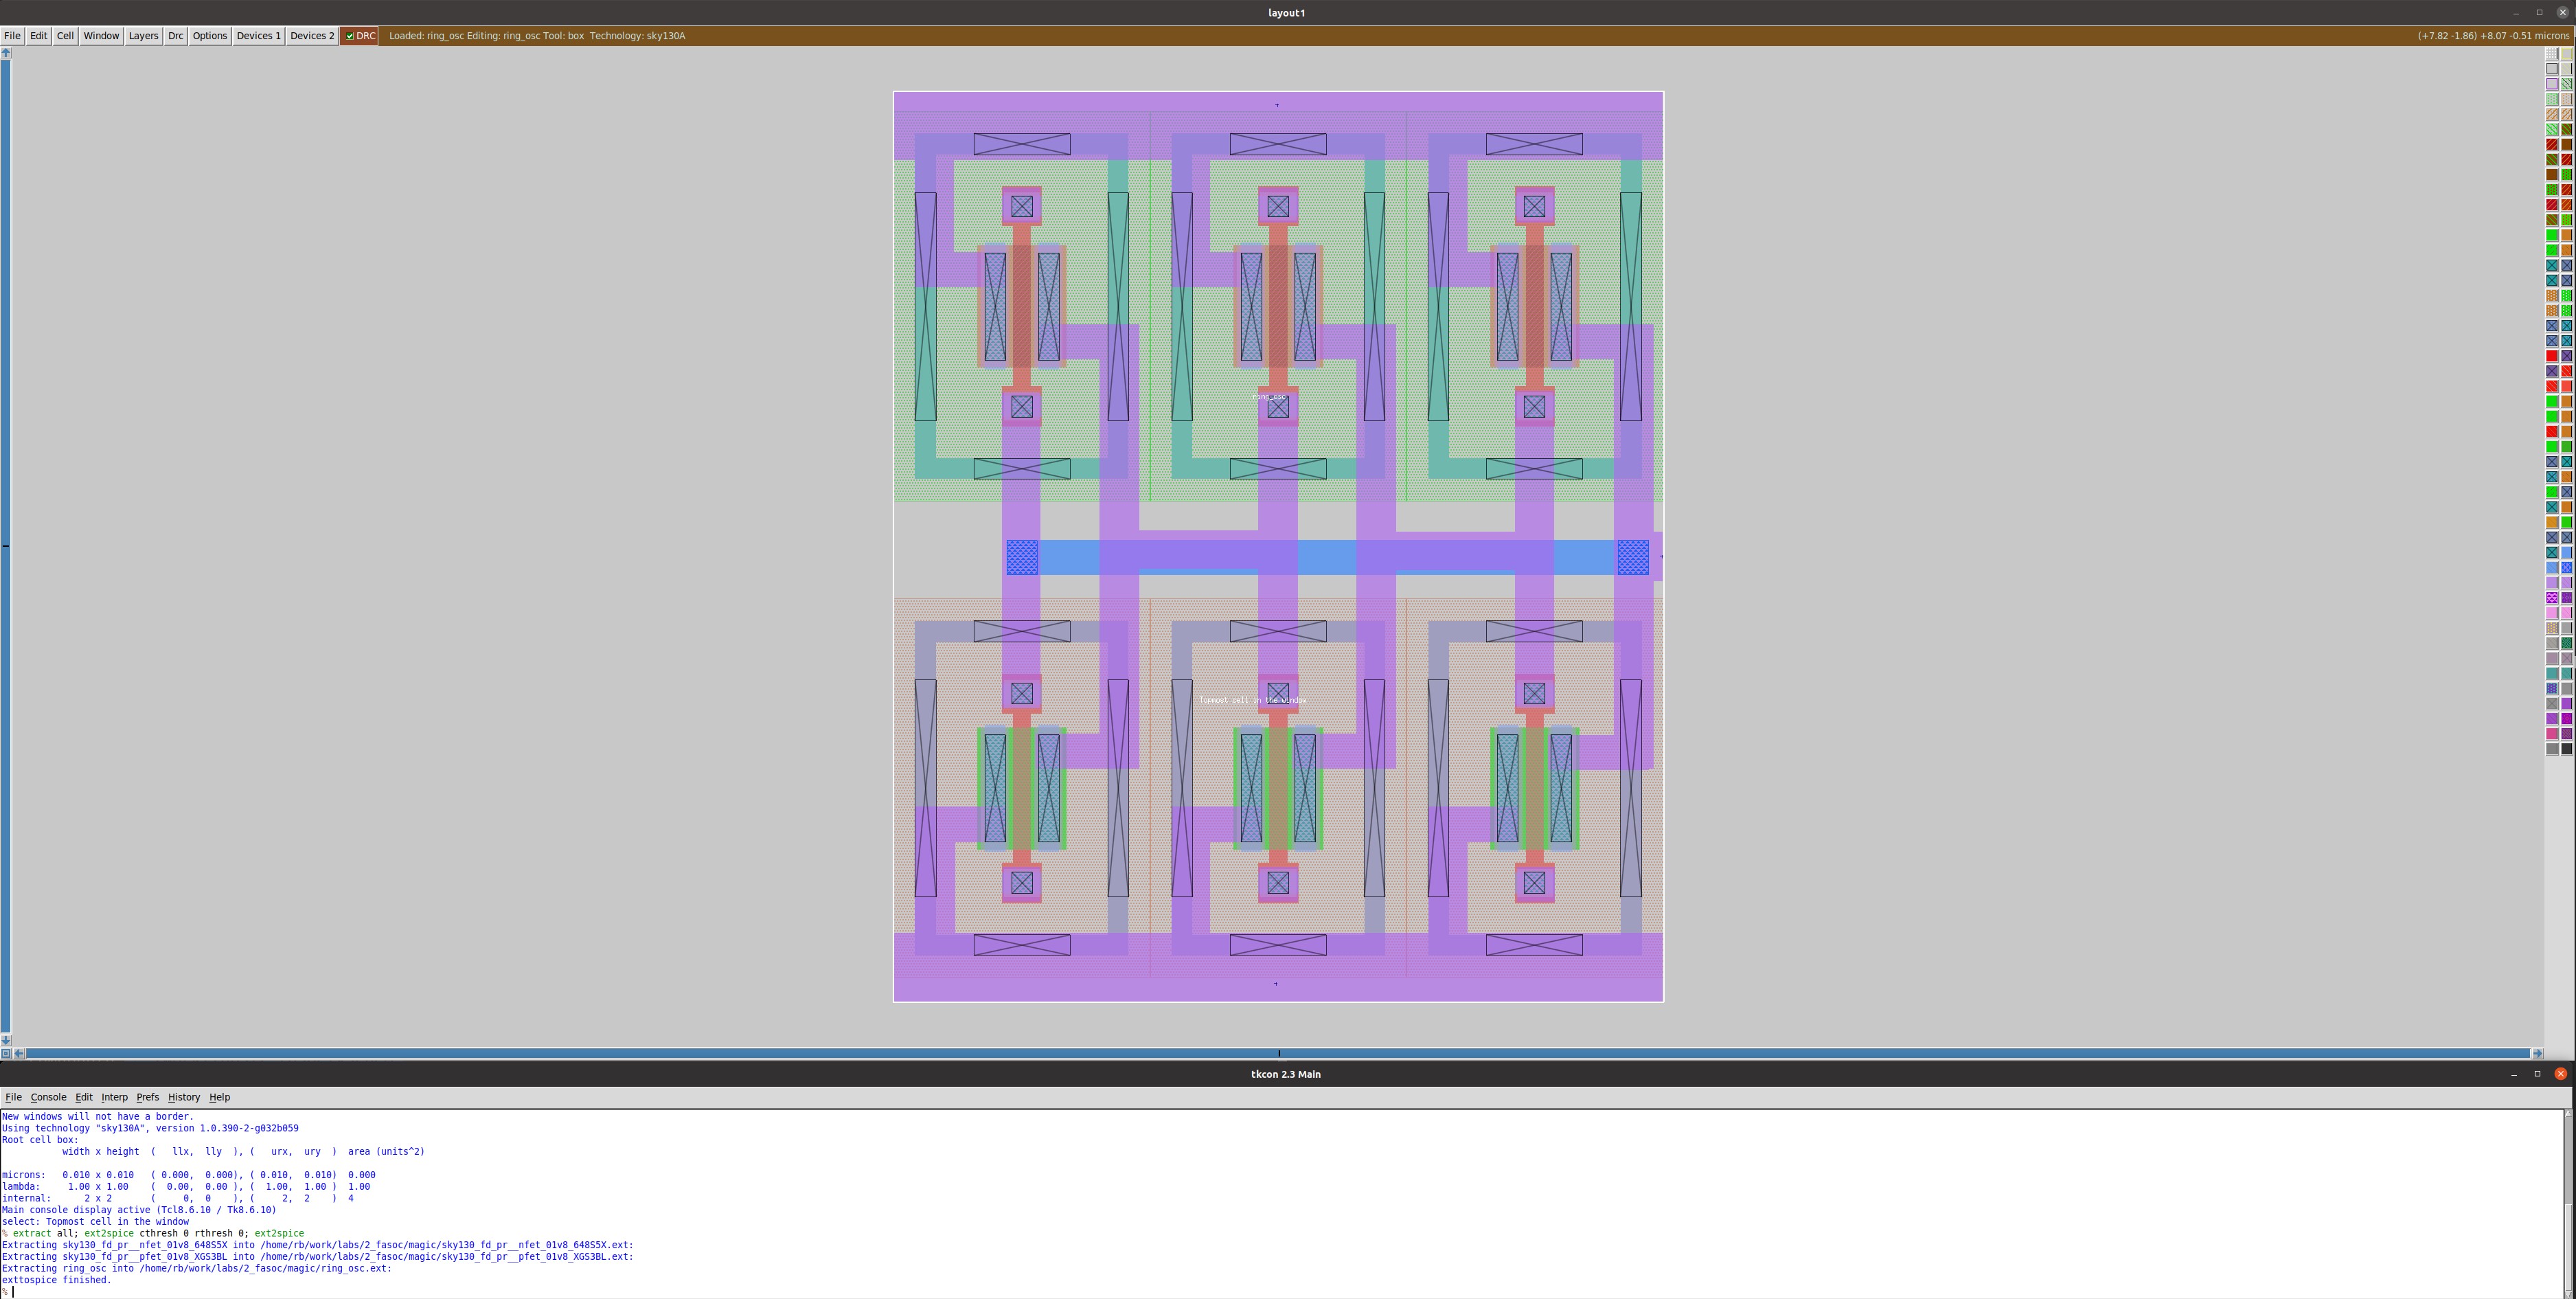 layout1
File Edit Cell Window Layers Drc Options Devices 1 Devices 2 DRC Loaded: ring_osc Editing: ring_osc Tool: box Technology: sky130A (+7.82 -1.86) +8.07 -0.51 microns
ring_osc
Topmost cell in the window
tkcon 2.3 Main
File Console Edit Interp Prefs History Help
New windows will not have a border.
Using technology "sky130A", version 1.0.390-2-g032b059
Root cell box:
width x height ( llx, lly ), ( urx, ury ) area (units^2)
microns: 0.010 x 0.010 ( 0.000, 0.000), ( 0.010, 0.010) 0.000
lambda: 1.00 x 1.00 ( 0.00, 0.00 ), ( 1.00, 1.00 ) 1.00
internal: 2 x 2 ( 0, 0 ), ( 2, 2 ) 4
Main console display active (Tcl8.6.10 / Tk8.6.10)
select: Topmost cell in the window
% extract all; ext2spice cthresh 0 rthresh 0; ext2spice
Extracting sky130_fd_pr__nfet_01v8_648S5X into /home/rb/work/labs/2_fasoc/magic/sky130_fd_pr__nfet_01v8_648S5X.ext:
Extracting sky130_fd_pr__pfet_01v8_XGS3BL into /home/rb/work/labs/2_fasoc/magic/sky130_fd_pr__pfet_01v8_XGS3BL.ext:
Extracting ring_osc into /home/rb/work/labs/2_fasoc/magic/ring_osc.ext:
exttospice finished.
%